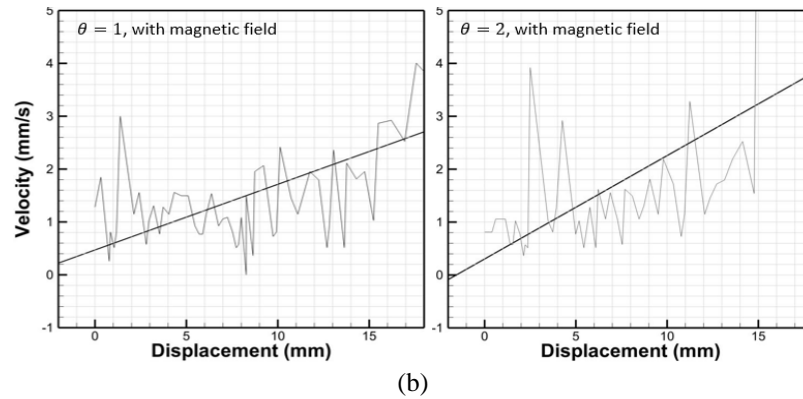 θ = 1, with magnetic field
5
4
3
2
1
0
-1
Velocity (mm/s)
0 5 10 15
Displacement (mm)
θ = 2, with magnetic field
5
4
3
2
1
0
-1
0 5 10 15
Displacement (mm)
(b)